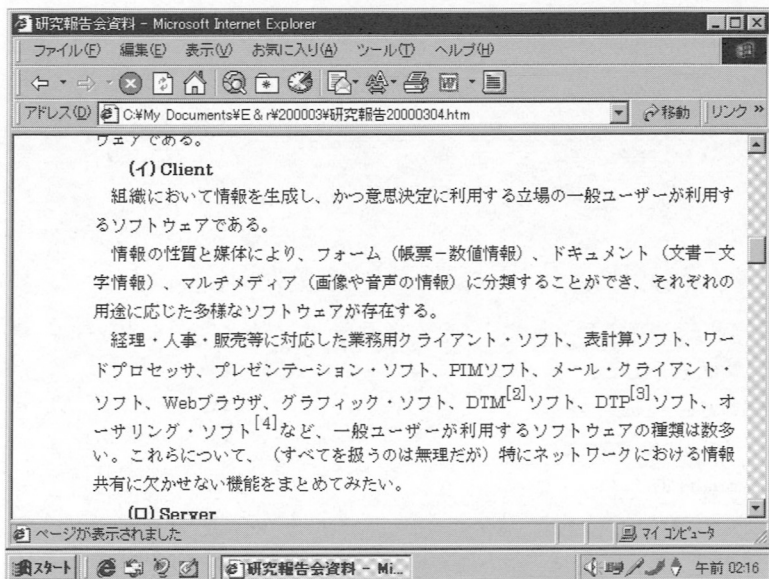 研究報告会資料 - Microsoft Internet Explorer
ファイル(F) 編集(E) 表示(V) お気に入り(A) ツール(T) ヘルプ(H)
アドレス(D) C:¥My Documents¥E & r¥200003¥研究報告20000304.htm 移動 リンク »
ウェアである。
(イ) Client
組織において情報を生成し、かつ意思決定に利用する立場の一般ユーザーが利用す
るソフトウェアである。
情報の性質と媒体により、フォーム（帳票－数値情報）、ドキュメント（文書－文
字情報）、マルチメディア（画像や音声の情報）に分類することができ、それぞれの
用途に応じた多様なソフトウェアが存在する。
経理・人事・販売等に対応した業務用クライアント・ソフト、表計算ソフト、ワー
ドプロセッサ、プレゼンテーション・ソフト、PIMソフト、メール・クライアント・
ソフト、Webブラウザ、グラフィック・ソフト、DTM[2]ソフト、DTP[3]ソフト、オ
ーサリング・ソフト[4]など、一般ユーザーが利用するソフトウェアの種類は数多
い。これらについて、（すべてを扱うのは無理だが）特にネットワークにおける情報
共有に欠かせない機能をまとめてみたい。
(ロ) Server
ページが表示されました マイ コンピュータ
スタート 研究報告会資料 - Mi... 午前 02:16